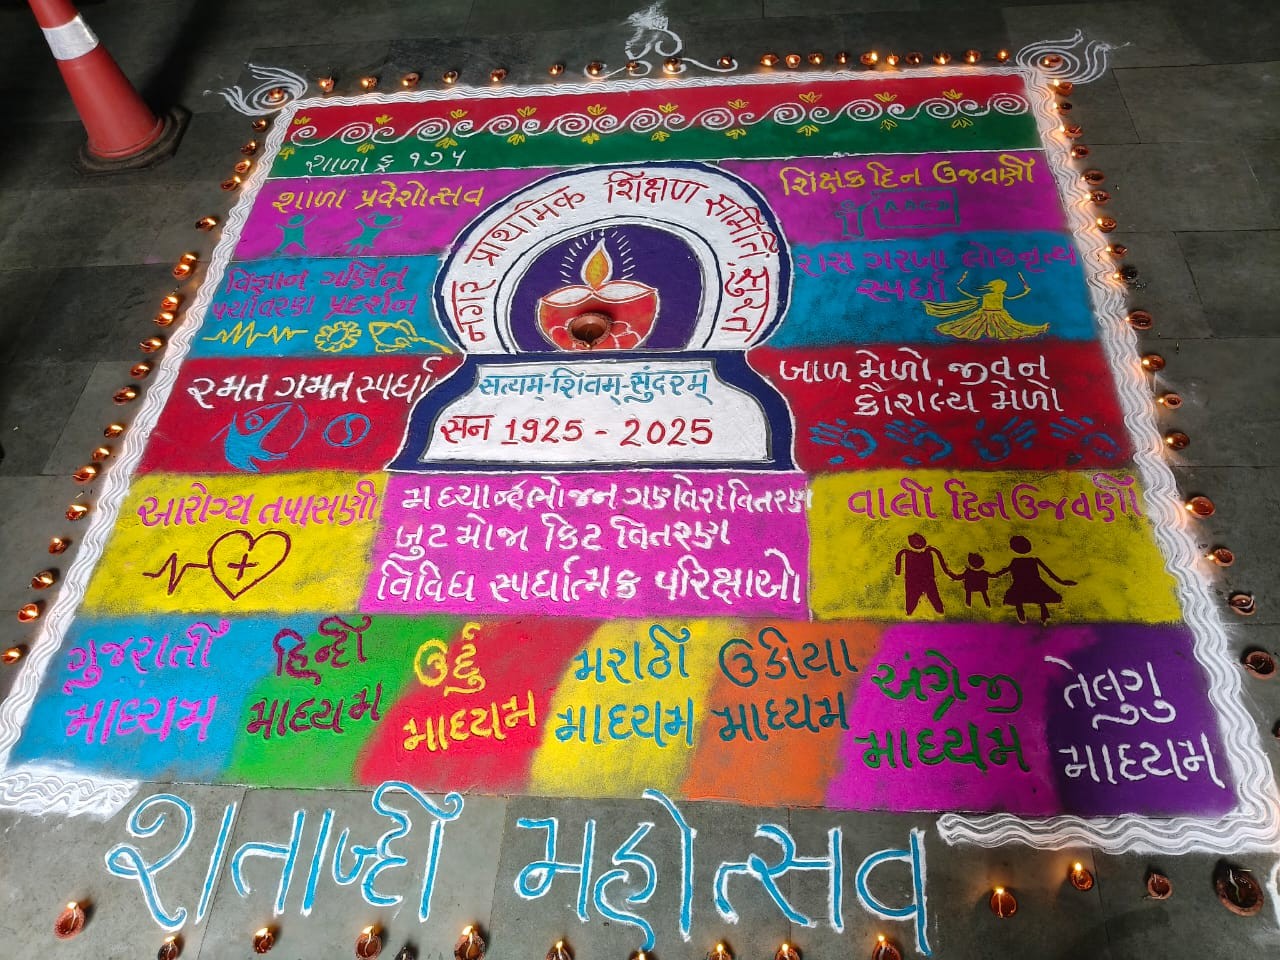 શાળા ક્ર ૧૭૫
શાળા પ્રવેશોત્સવ
નગર પ્રાથમિક શિક્ષણ સમિતિ, સુરત
શિક્ષકદિન ઉજવણી
વિજ્ઞાન ગણિત
પર્યાવરણ પ્રદર્શન
રાસ ગરબા લોકનૃત્ય
સ્પર્ધા
રમત ગમત સ્પર્ધા
સત્યમ્-શિવમ્-સુંદરમ્
સન 1925 - 2025
બાળ મેળો, જીવન
કૌશલ્ય મેળો
આરોગ્ય તપાસણી
મધ્યાહ્નભોજન ગણવેશ વિતરણ
બુટ મોજા કિટ વિતરણ
વિવિધ સ્પર્ધાત્મક પરિક્ષાઓ
વાલી દિન ઉજવણી
ગુજરાતી
માધ્યમ
હિન્દી
માધ્યમ
ઉર્દુ
માધ્યમ
મરાઠી
માધ્યમ
ઉડીયા
માધ્યમ
અંગ્રેજી
માધ્યમ
તેલુગુ
માધ્યમ
શતાબ્દી મહોત્સવ